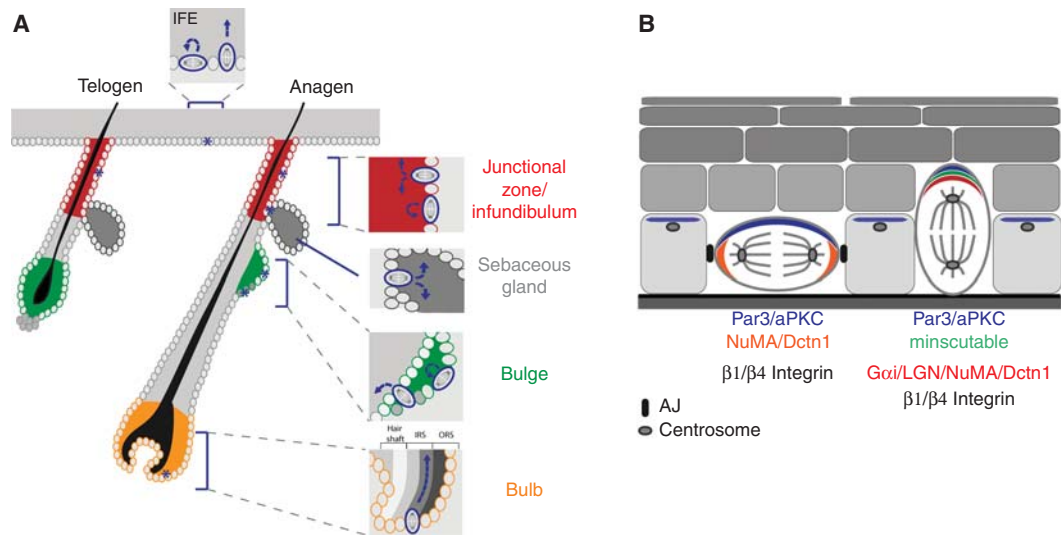 A
IFE
Telogen
Anagen
Junctional
zone/
infundibulum
Sebaceous
gland
Bulge
Hair
shaft
IRS
ORS
Bulb
B
Par3/aPKC
NuMA/Dctn1
β1/β4 Integrin
Par3/aPKC
minscutable
Gαi/LGN/NuMA/Dctn1
β1/β4 Integrin
AJ
Centrosome